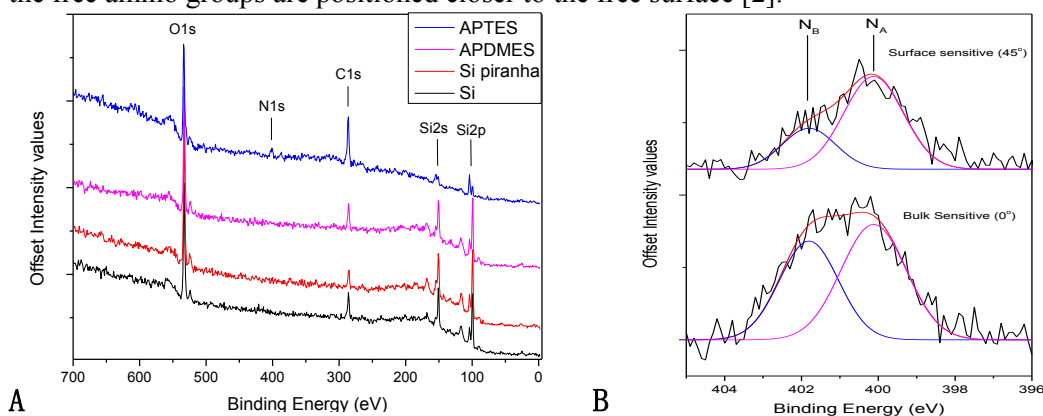 the free amino groups are positioned closer to the free surface [2].
O1s
N1s
C1s
Si2s
Si2p
APTES
APDMES
Si piranha
Si
Offset Intensity values
700 600 500 400 300 200 100 0
Binding Energy (eV)
A
N_B N_A
Surface sensitive (45°)
Bulk Sensitive (0°)
Offset Intensity values
404 402 400 398 396
Binding Energy (eV)
B